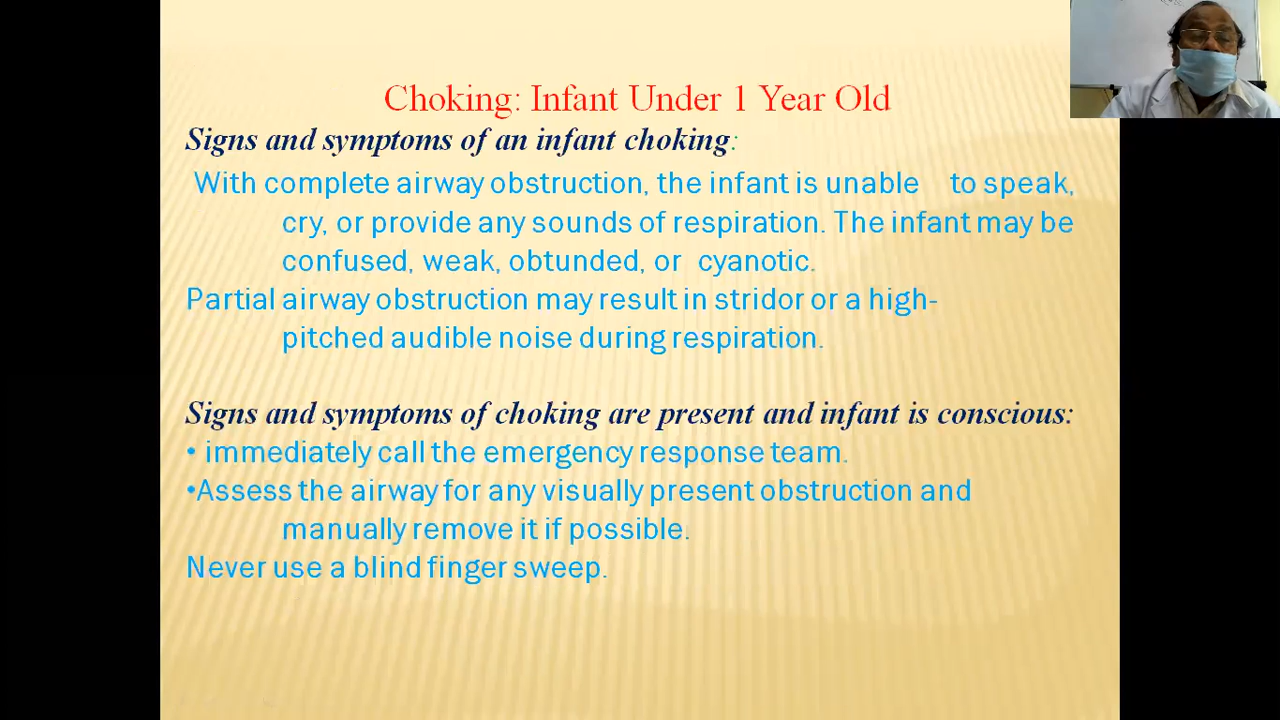 Choking: Infant Under 1 Year Old
Signs and symptoms of an infant choking:
With complete airway obstruction, the infant is unable to speak,
cry, or provide any sounds of respiration. The infant may be
confused, weak, obtunded, or cyanotic.
Partial airway obstruction may result in stridor or a high-
pitched audible noise during respiration.
Signs and symptoms of choking are present and infant is conscious:
• immediately call the emergency response team.
•Assess the airway for any visually present obstruction and
manually remove it if possible.
Never use a blind finger sweep.